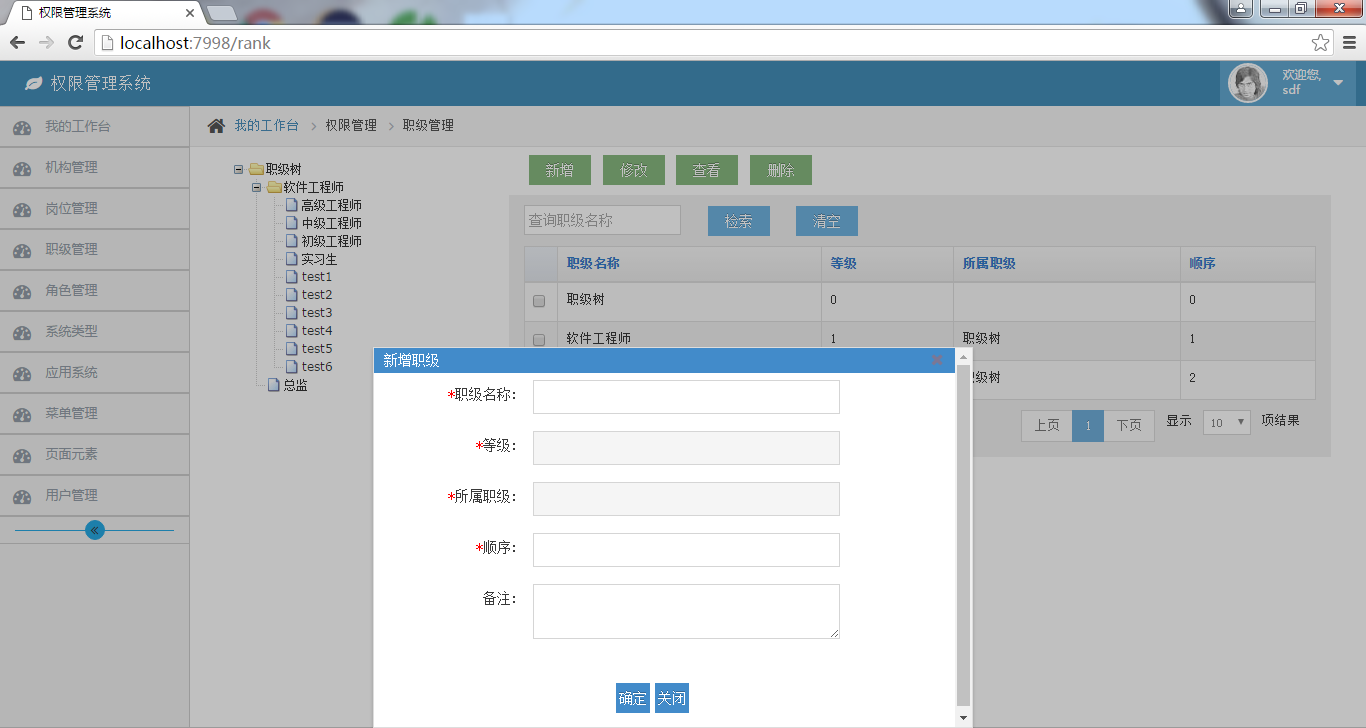 权限管理系统
localhost:7998/rank
权限管理系统
欢迎您,
sdf
我的工作台
机构管理
岗位管理
职级管理
角色管理
系统类型
应用系统
菜单管理
页面元素
用户管理
我的工作台 > 权限管理 > 职级管理
职级树
软件工程师
高级工程师
中级工程师
初级工程师
实习生
test1
test2
test3
test4
test5
test6
总监
新增 修改 查看 删除
查询职级名称 检索 清空
职级名称 等级 所属职级 顺序
职级树 0 0
软件工程师 1 职级树 1
级树 2
上页 1 下页 显示 10 项结果
新增职级
*职级名称:
*等级:
*所属职级:
*顺序:
备注:
确定 关闭